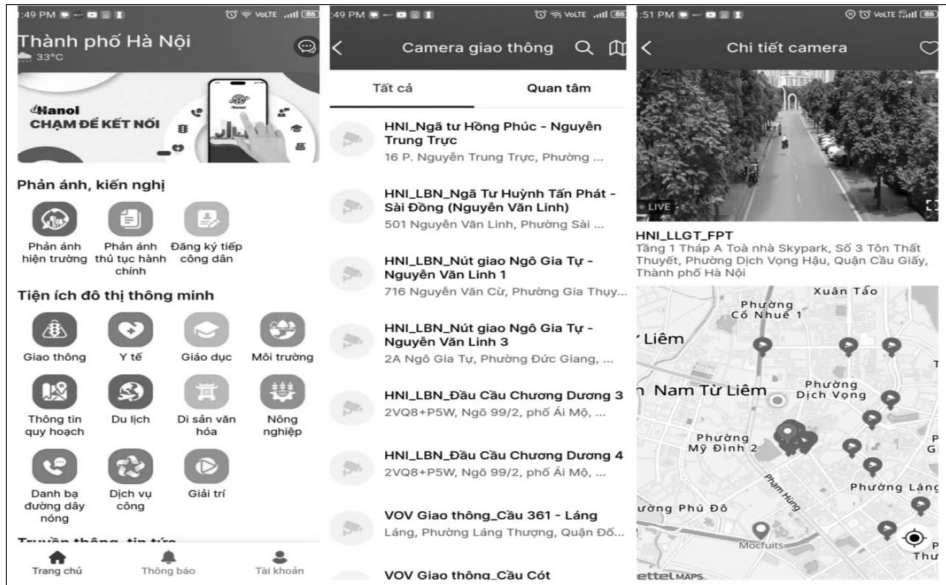 :49 PM
VoLTE
86
Thành phố Hà Nội
33°C
iHanoi
CHẠM ĐỂ KẾT NỐI
Phản ánh, kiến nghị
Phản ánh hiện trường
Phản ánh thủ tục hành chính
Đăng ký tiếp công dân
Tiện ích đô thị thông minh
Giao thông
Y tế
Giáo dục
Môi trường
Thông tin quy hoạch
Du lịch
Di sản văn hóa
Nông nghiệp
Danh bạ đường dây nóng
Dịch vụ công
Giải trí
Truyền thông, tin tức
Trang chủ
Thông báo
Tài khoản
:49 PM
VoLTE
86
Camera giao thông
Tất cả
Quan tâm
HNI_Ngã tư Hồng Phúc - Nguyễn
Trung Trực
16 P. Nguyễn Trung Trực, Phường ...
HNI_LBN_Ngã Tư Huỳnh Tấn Phát -
Sài Đồng (Nguyễn Văn Linh)
501 Nguyễn Văn Linh, Phường Sài ...
HNI_LBN_Nút giao Ngô Gia Tự -
Nguyễn Văn Linh 1
716 Nguyễn Văn Cừ, Phường Gia Thụy...
HNI_LBN_Nút giao Ngô Gia Tự -
Nguyễn Văn Linh 3
2A Ngô Gia Tự, Phường Đức Giang, ...
HNI_LBN_Đầu Cầu Chương Dương 3
2VQ8+P5W, Ngõ 99/2, phố Ái Mộ, ...
HNI_LBN_Đầu Cầu Chương Dương 4
2VQ8+P5W, Ngõ 99/2, phố Ái Mộ, ...
VOV Giao thông_Cầu 361 - Láng
Láng, Phường Láng Thượng, Quận Đố...
VOV Giao thông_Cầu Cót
:51 PM
VoLTE
86
Chi tiết camera
LIVE
HNI_LLGT_FPT
Tầng 1 Tháp A Toà nhà Skypark, Số 3 Tôn Thất
Thuyết, Phường Dịch Vọng Hậu, Quận Cầu Giấy,
Thành phố Hà Nội
Xuân Tảo
Phường
Cổ Nhuế 1
Liêm
Nam Từ Liêm
Phường
Dịch Vọng
Phường
Mỹ Đình 2
Phạm Hùng
Phường Láng
ường Phú Đô
Mocfuits
ettel MAPS